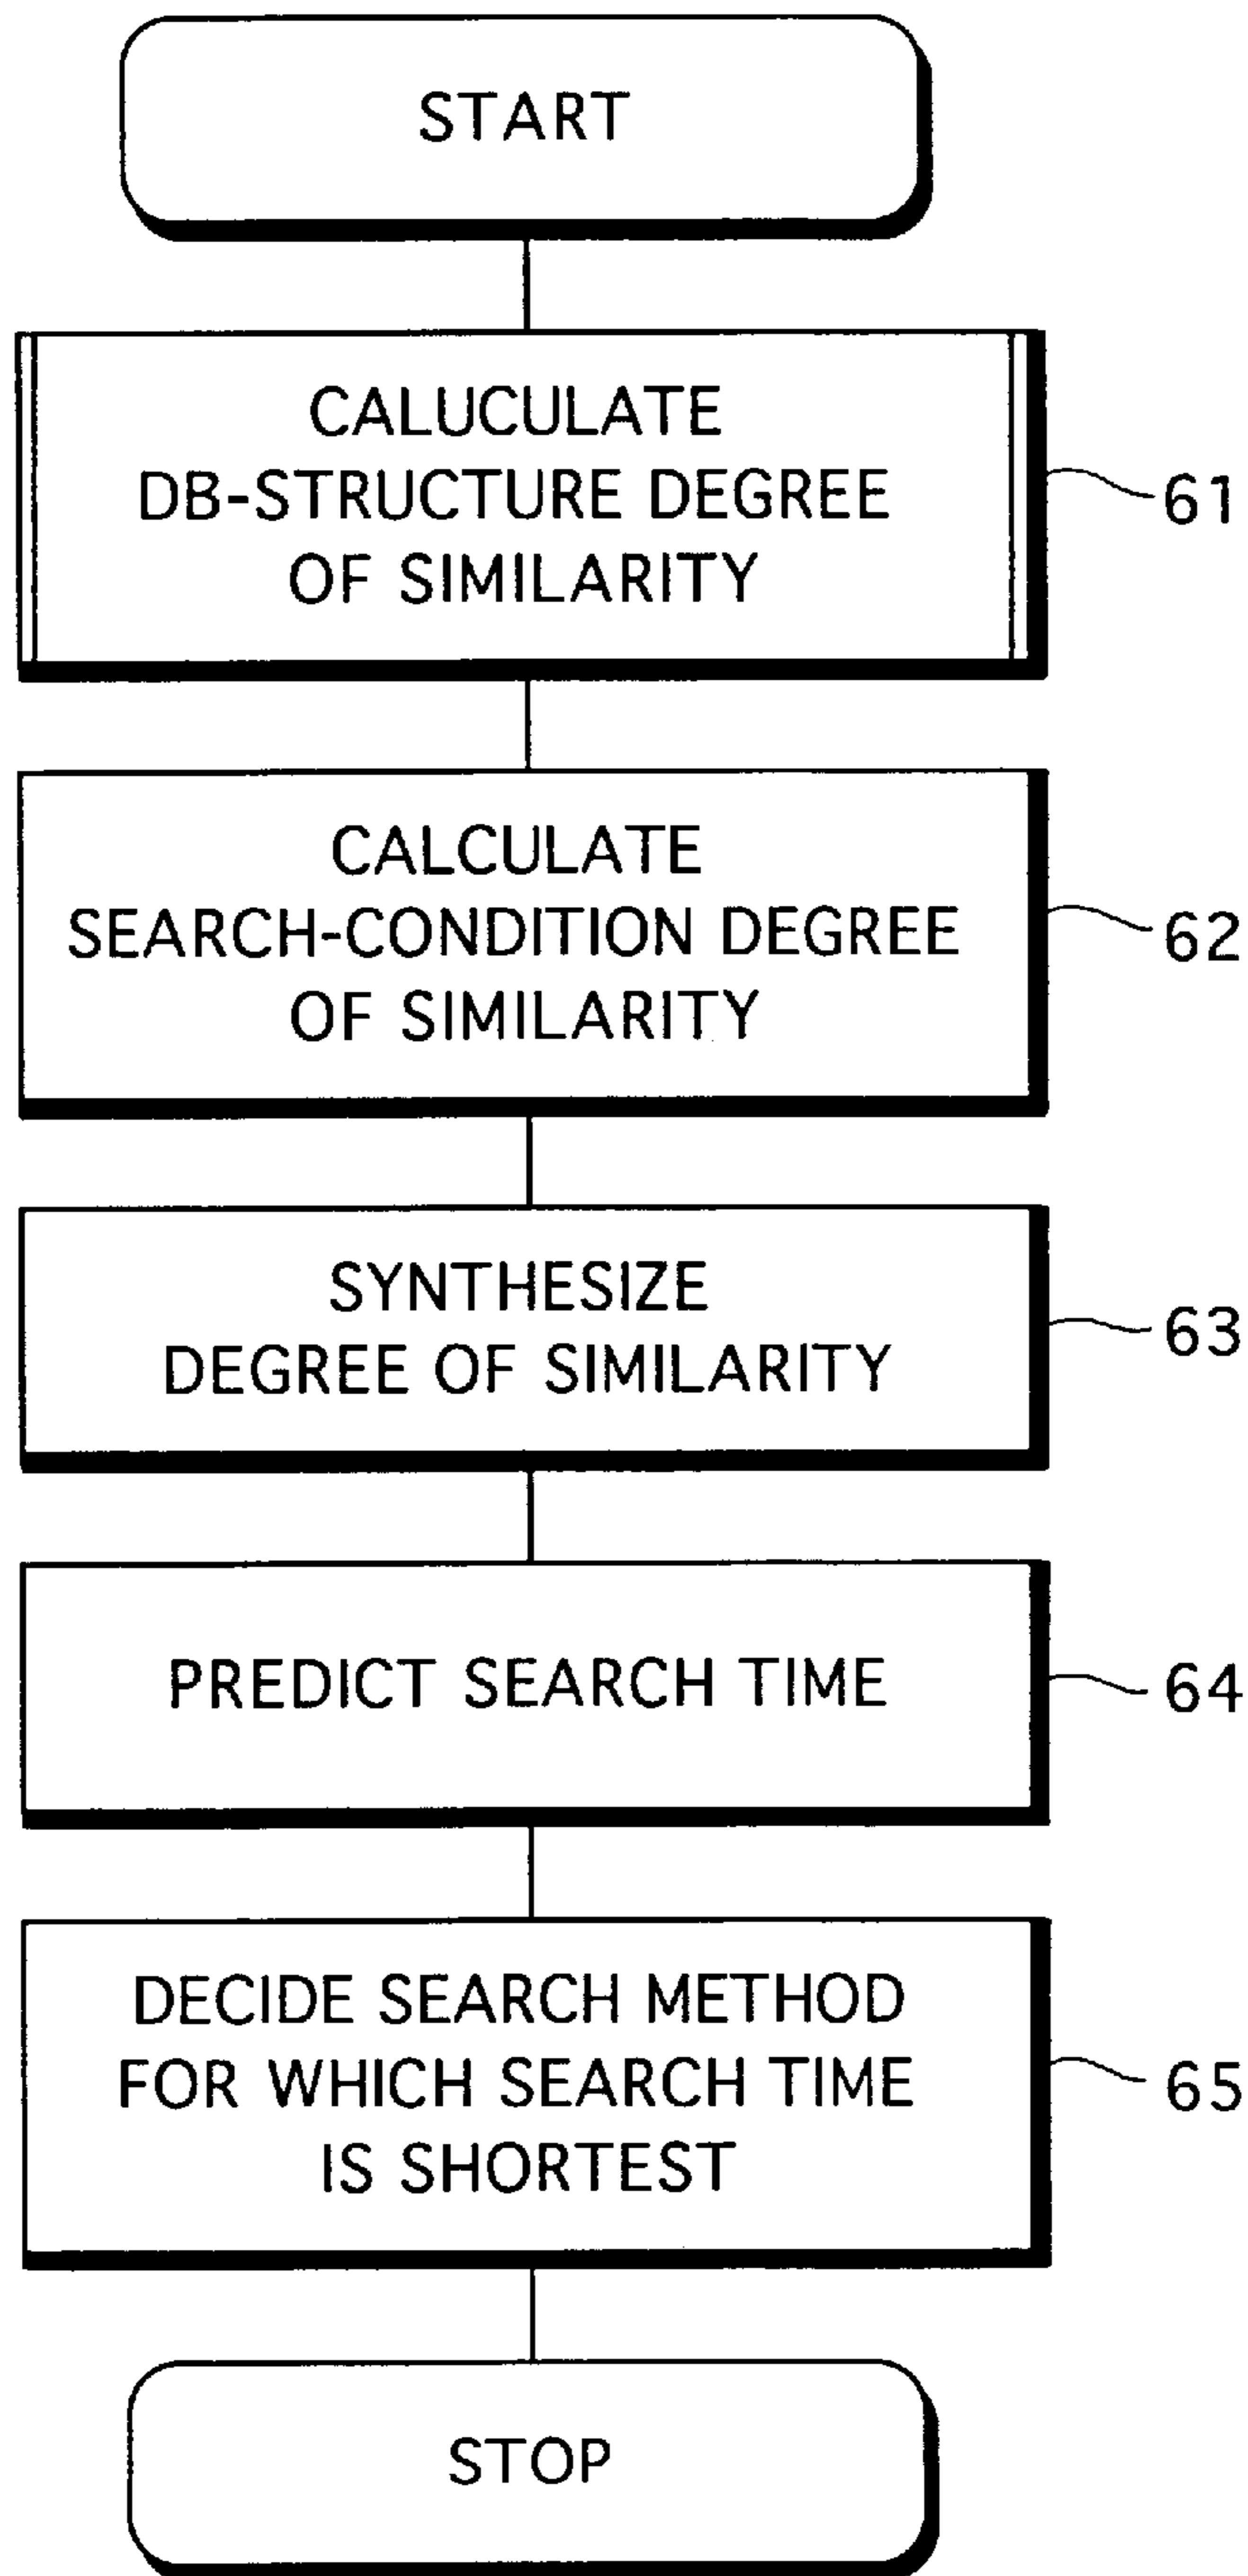 START
CALUCULATE
DB-STRUCTURE DEGREE
OF SIMILARITY
61
CALCULATE
SEARCH-CONDITION DEGREE
OF SIMILARITY
62
SYNTHESIZE
DEGREE OF SIMILARITY
63
PREDICT SEARCH TIME
64
DECIDE SEARCH METHOD
FOR WHICH SEARCH TIME
IS SHORTEST
65
STOP